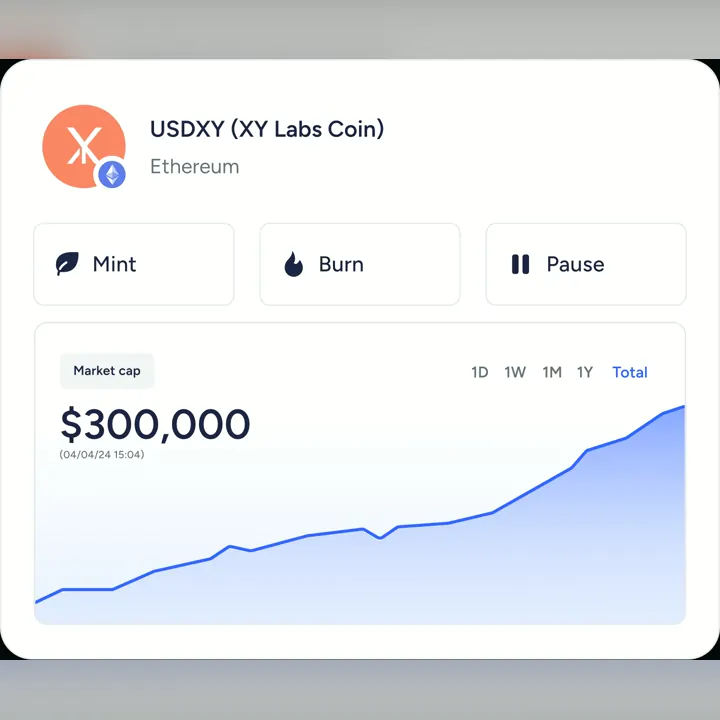 USDXY (XY Labs Coin)
Ethereum
Mint
Burn
Pause
Market cap
1D 1W 1M 1Y Total
$300,000
(04/04/24 15:04)